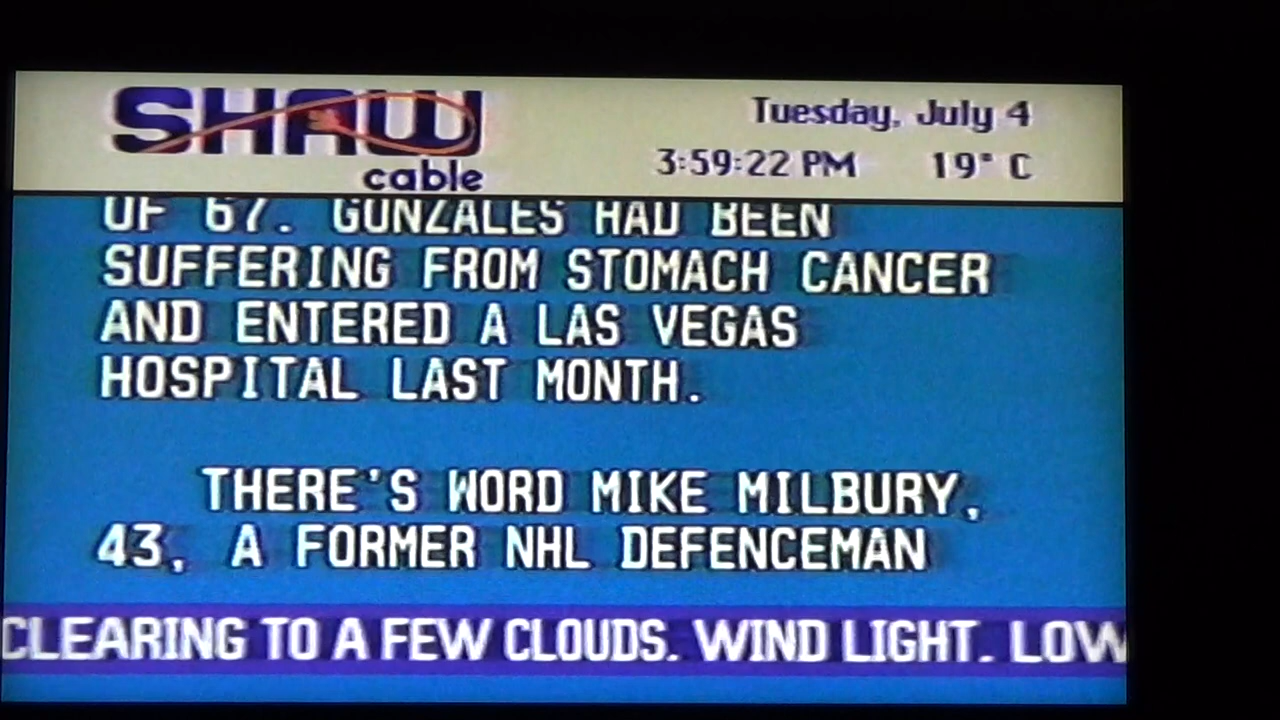 SHAW
cable
Tuesday, July 4
3:59:22 PM 19° C
OF 67. GONZALES HAD BEEN
SUFFERING FROM STOMACH CANCER
AND ENTERED A LAS VEGAS
HOSPITAL LAST MONTH.
THERE'S WORD MIKE MILBURY,
43, A FORMER NHL DEFENCEMAN
CLEARING TO A FEW CLOUDS. WIND LIGHT. LOW